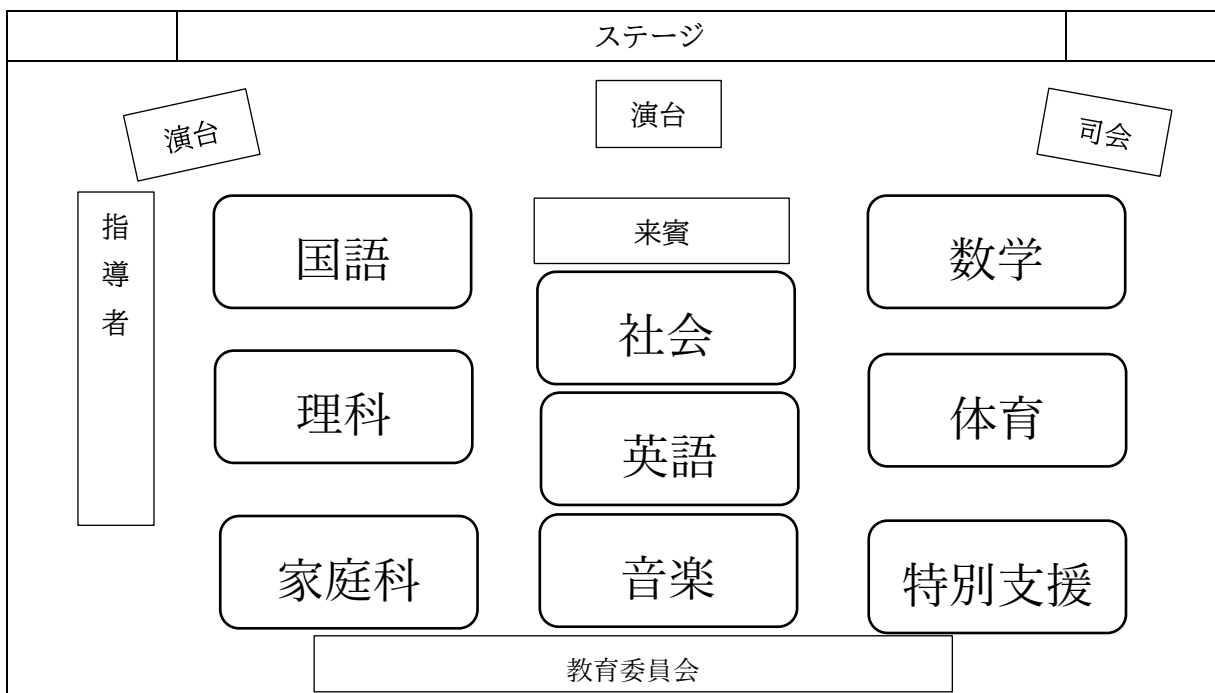 ステージ
演台
演台
司会
指導者
国語
来賓
数学
社会
理科
体育
英語
家庭科
音楽
特別支援
教育委員会